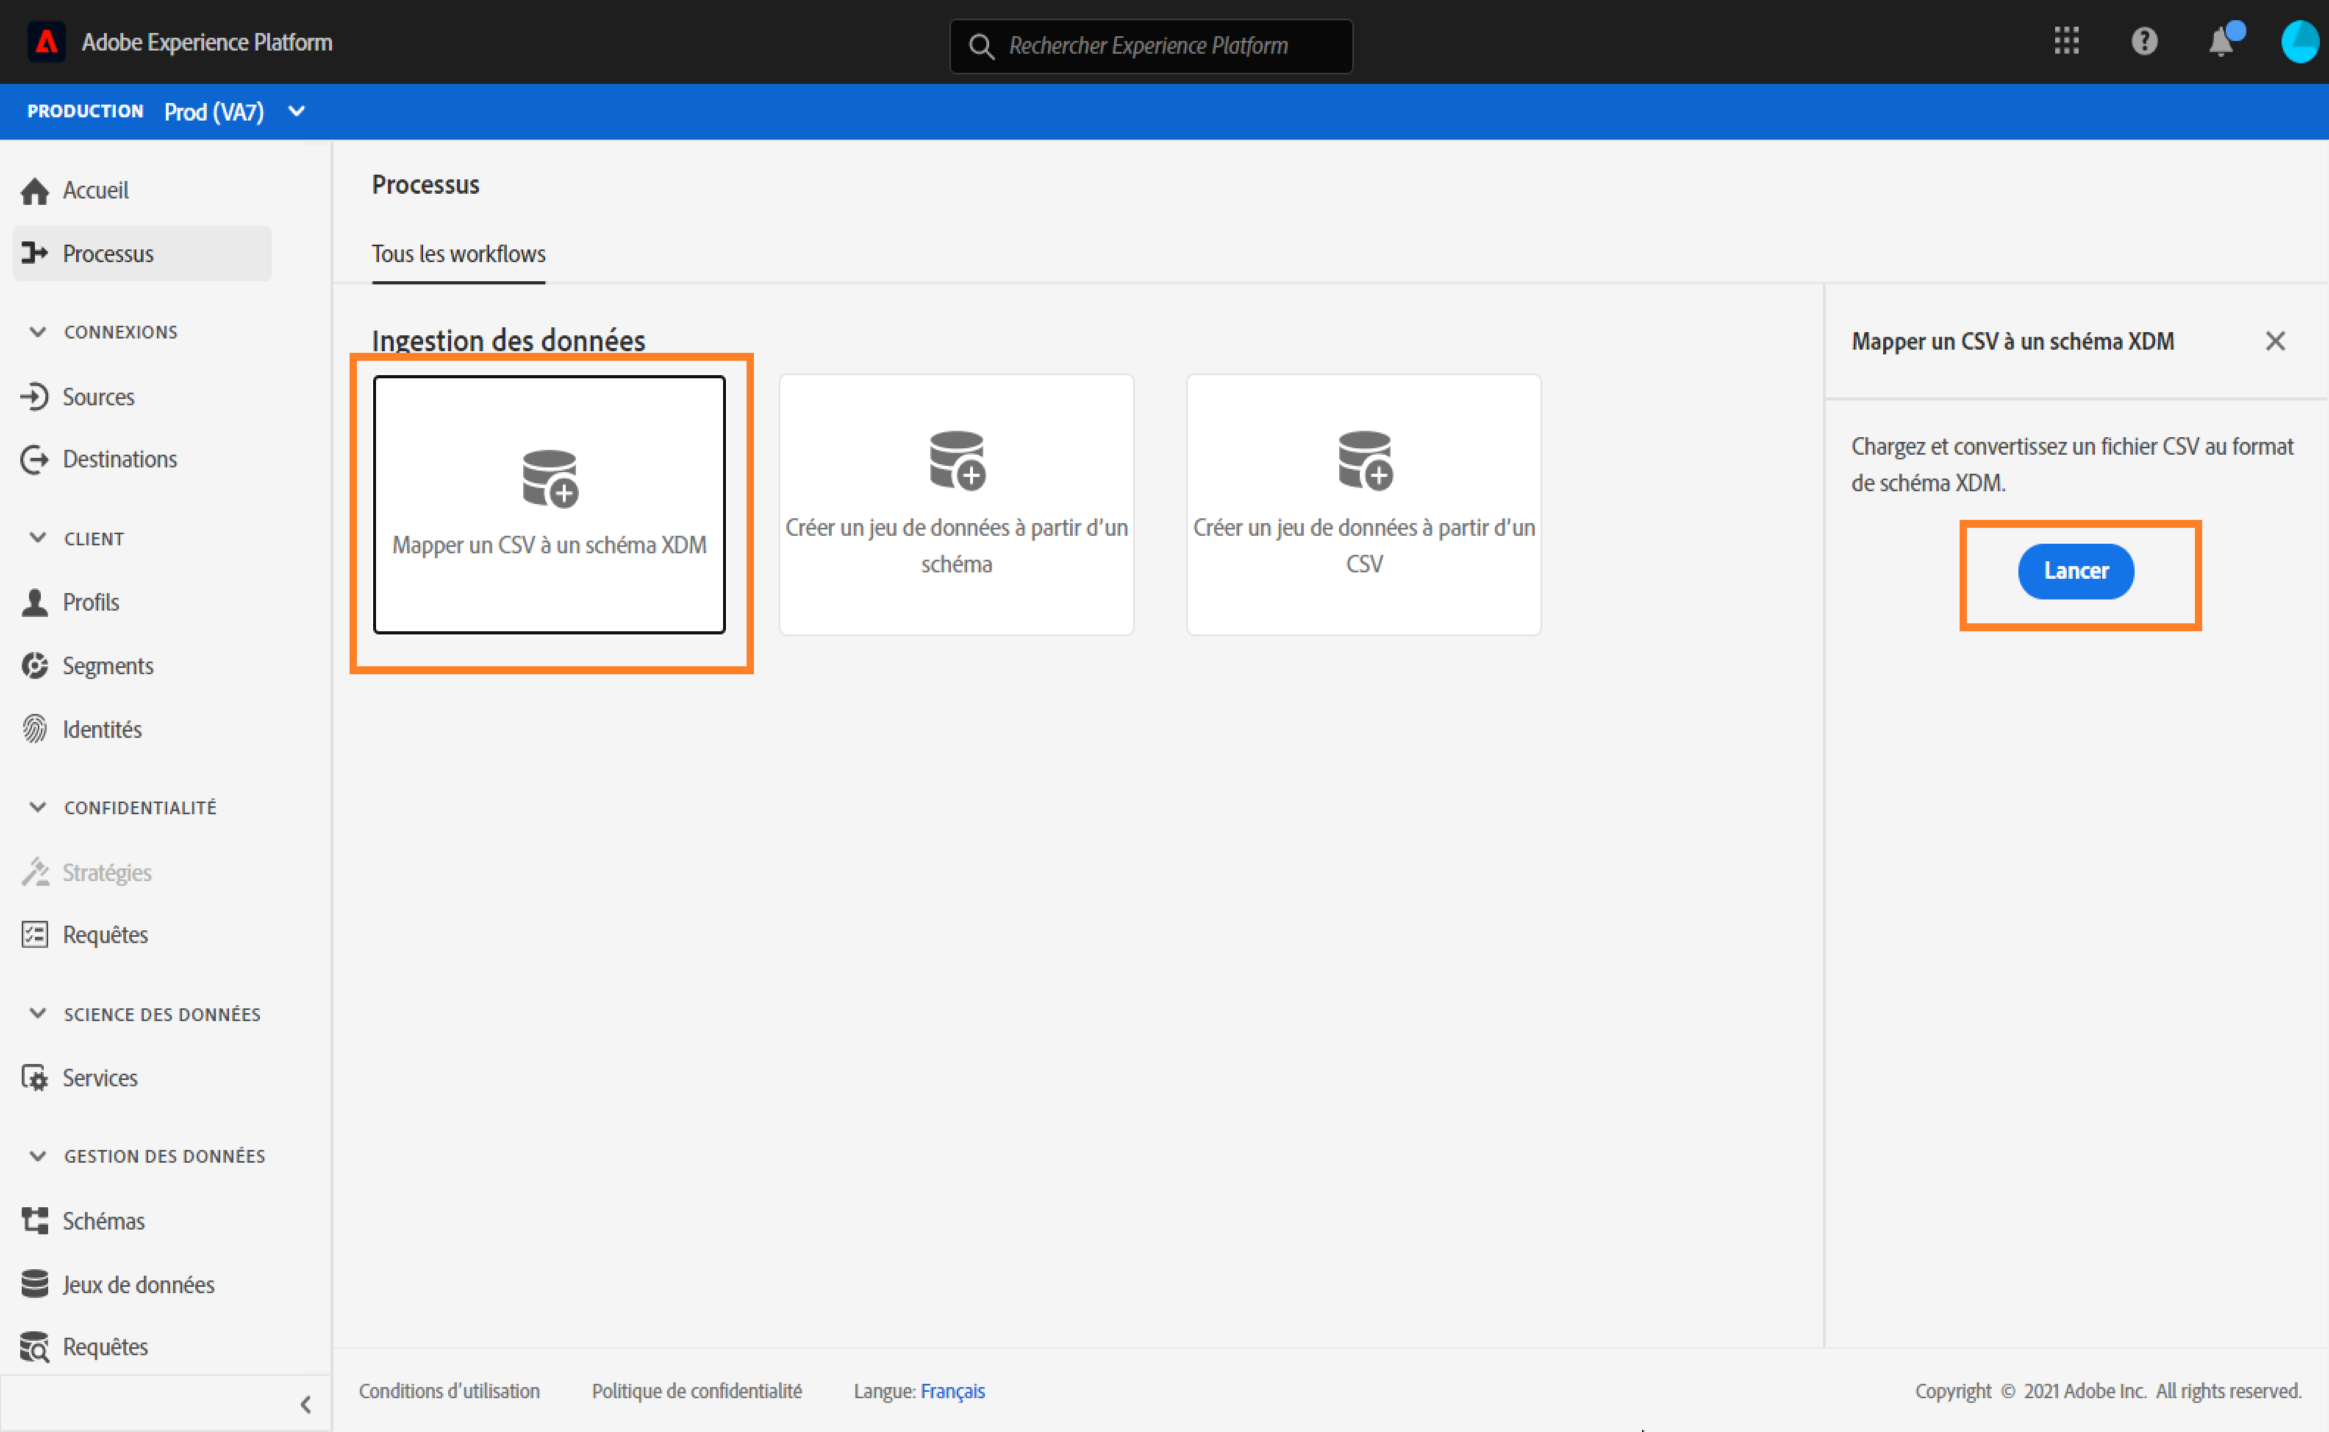 Adobe Experience Platform
Rechercher Experience Platform
PRODUCTION Prod (VA7)
Accueil
Processus
CONNEXIONS
Sources
Destinations
CLIENT
Profils
Segments
Identités
CONFIDENTIALITÉ
Stratégies
Requêtes
SCIENCE DES DONNÉES
Services
GESTION DES DONNÉES
Schémas
Jeux de données
Requêtes
Processus
Tous les workflows
Ingestion des données
Mapper un CSV à un schéma XDM
Créer un jeu de données à partir d'un
schéma
Créer un jeu de données à partir d'un
CSV
Mapper un CSV à un schéma XDM
Chargez et convertissez un fichier CSV au format
de schéma XDM.
Lancer
Conditions d'utilisation Politique de confidentialité Langue: Français
Copyright © 2021 Adobe Inc. All rights reserved.